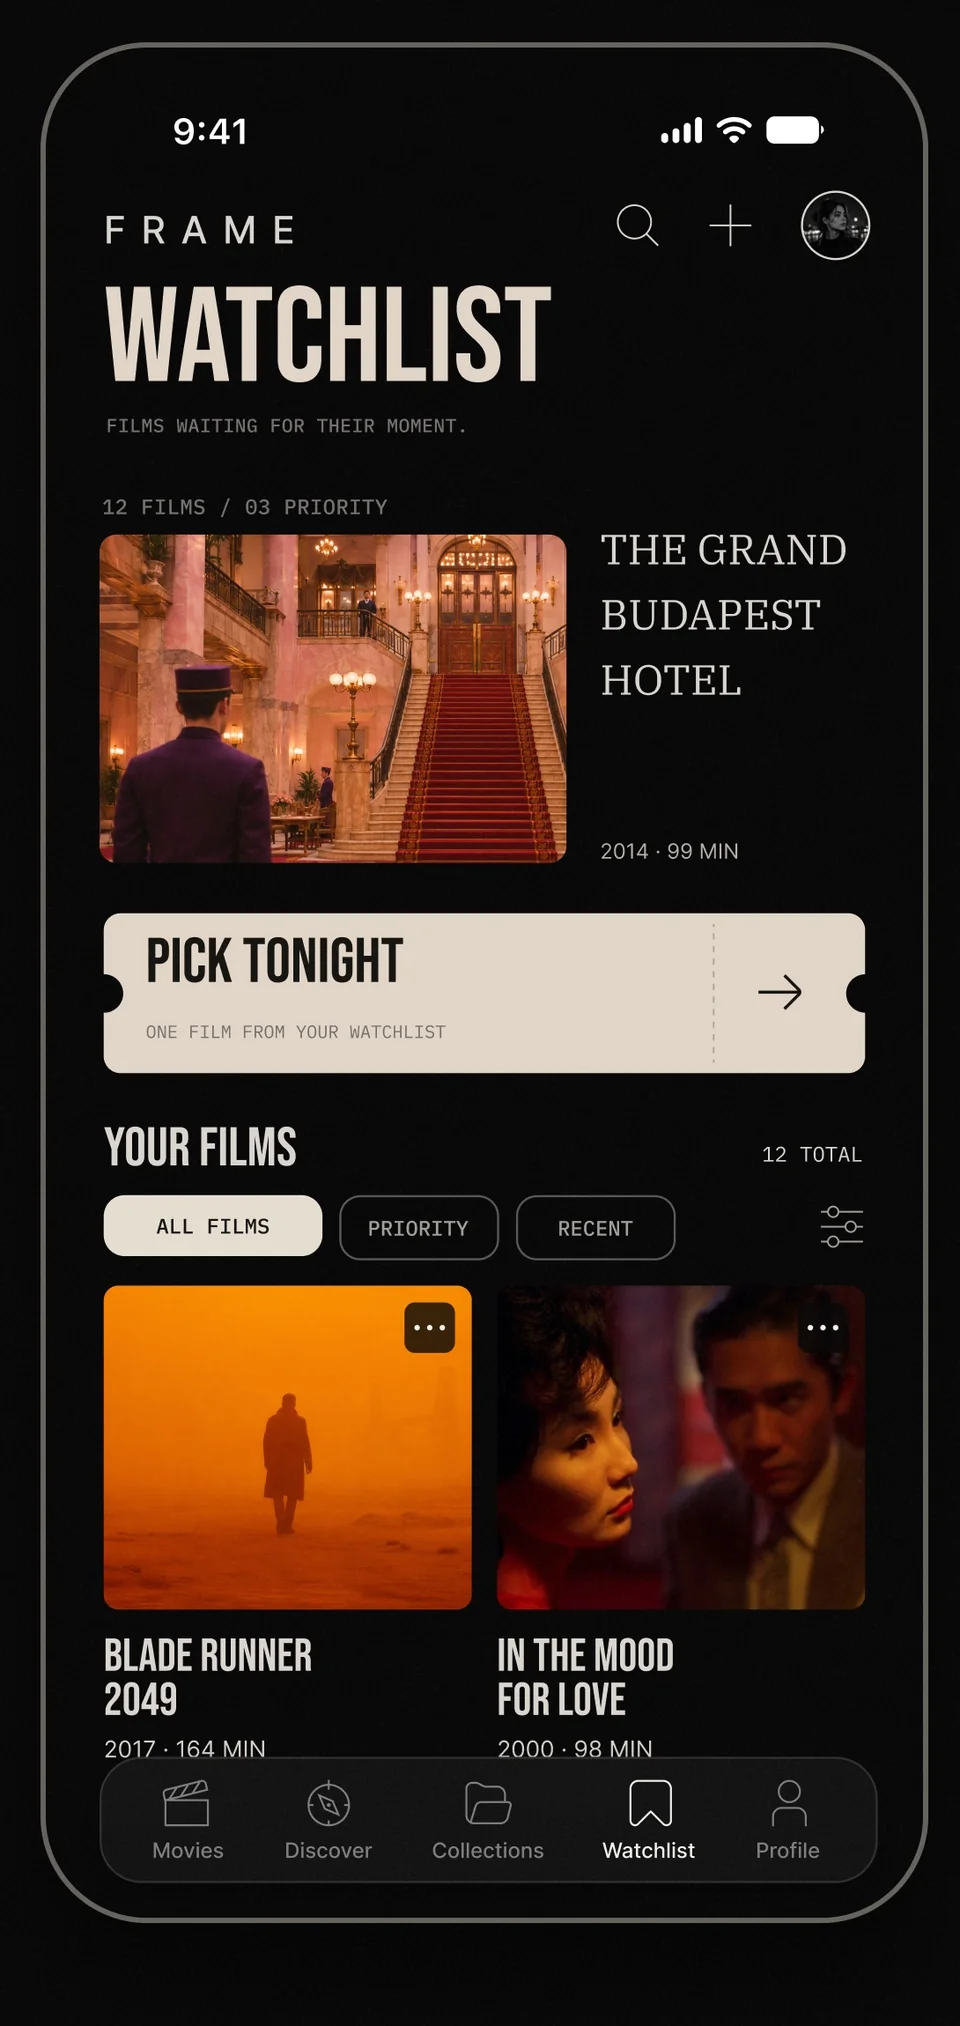 9:41
FRAME
WATCHLIST
FILMS WAITING FOR THEIR MOMENT.
12 FILMS / 03 PRIORITY
THE GRAND
BUDAPEST
HOTEL
2014 · 99 MIN
PICK TONIGHT
ONE FILM FROM YOUR WATCHLIST
YOUR FILMS
12 TOTAL
ALL FILMS
PRIORITY
RECENT
BLADE RUNNER
2049
2017 · 164 MIN
IN THE MOOD
FOR LOVE
2000 · 98 MIN
Movies
Discover
Collections
Watchlist
Profile